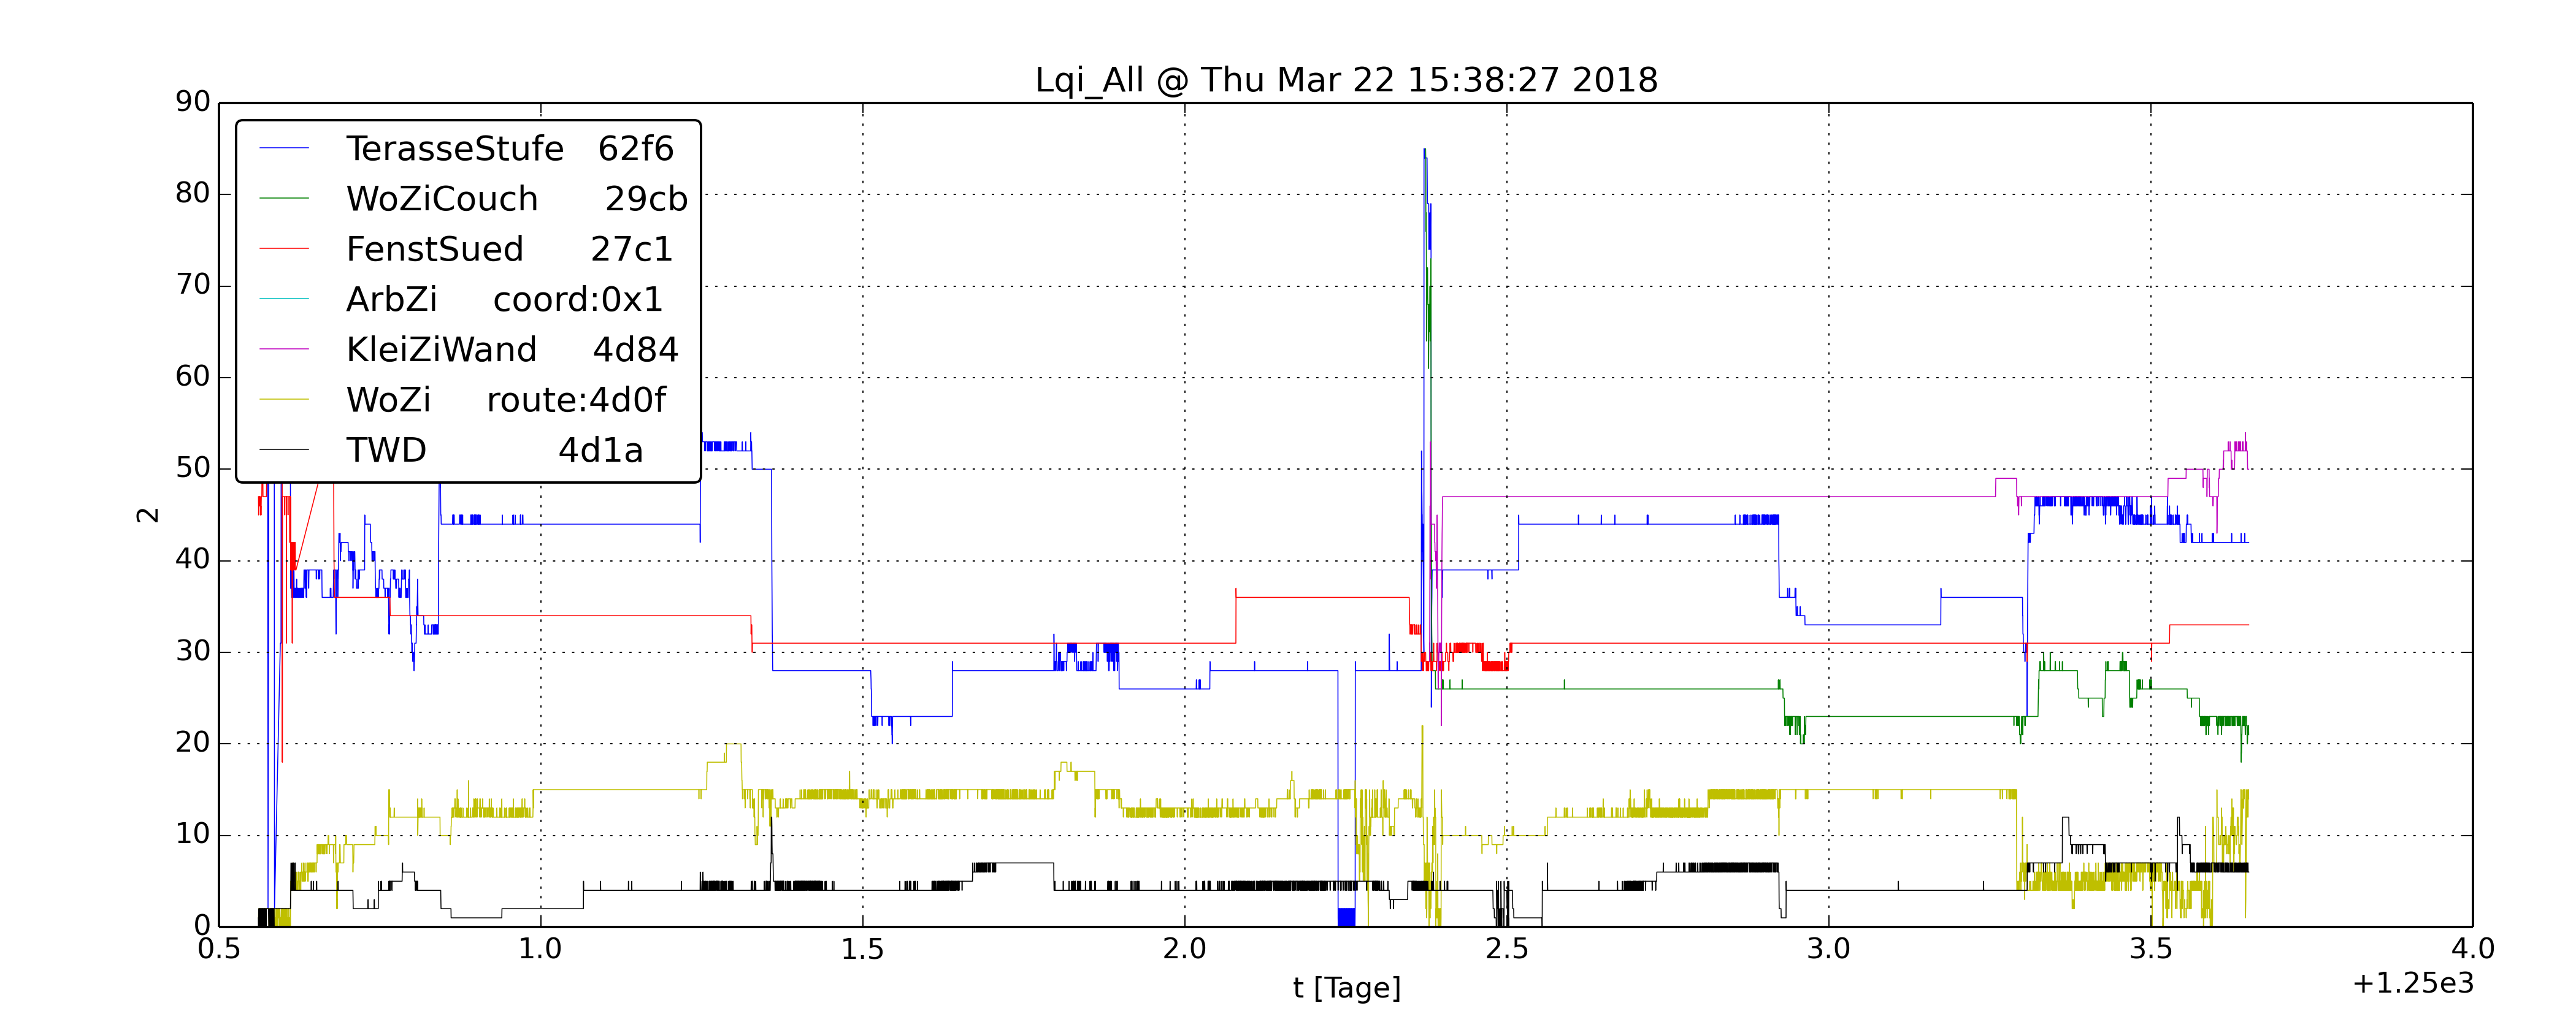 Lqi_All @ Thu Mar 22 15:38:27 2018
90
80
70
60
50
40
30
20
10
0
2
TerasseStufe 62f6
WoZiCouch 29cb
FenstSued 27c1
ArbZi coord:0x1
KleiZiWand 4d84
WoZi route:4d0f
TWD 4d1a
0.5 1.0 1.5 2.0 2.5 3.0 3.5 4.0
t [Tage]
+1.25e3